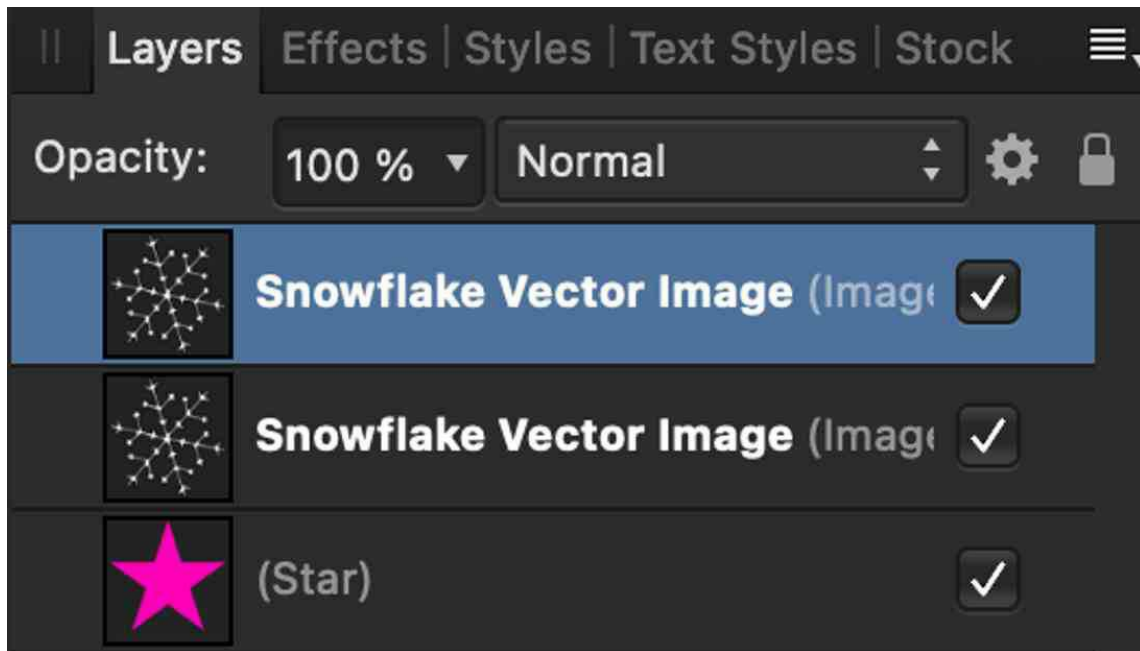 Layers Effects | Styles | Text Styles | Stock
Opacity: 100 % Normal
Snowflake Vector Image (Image
Snowflake Vector Image (Image
(Star)